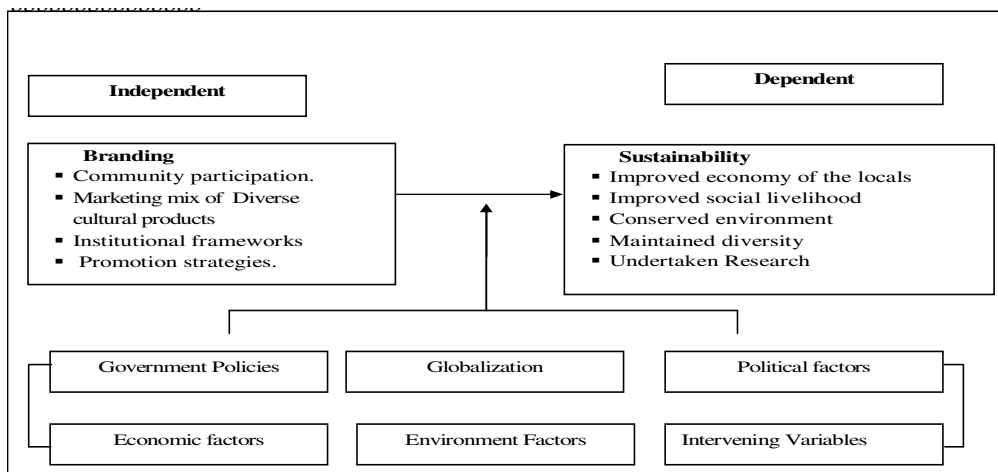 Independent
Dependent
Branding
▪ Community participation.
▪ Marketing mix of Diverse
cultural products
▪ Institutional frameworks
▪ Promotion strategies.
Sustainability
▪ Improved economy of the locals
▪ Improved social livelihood
▪ Conserved environment
▪ Maintained diversity
▪ Undertaken Research
Government Policies
Globalization
Political factors
Economic factors
Environment Factors
Intervening Variables